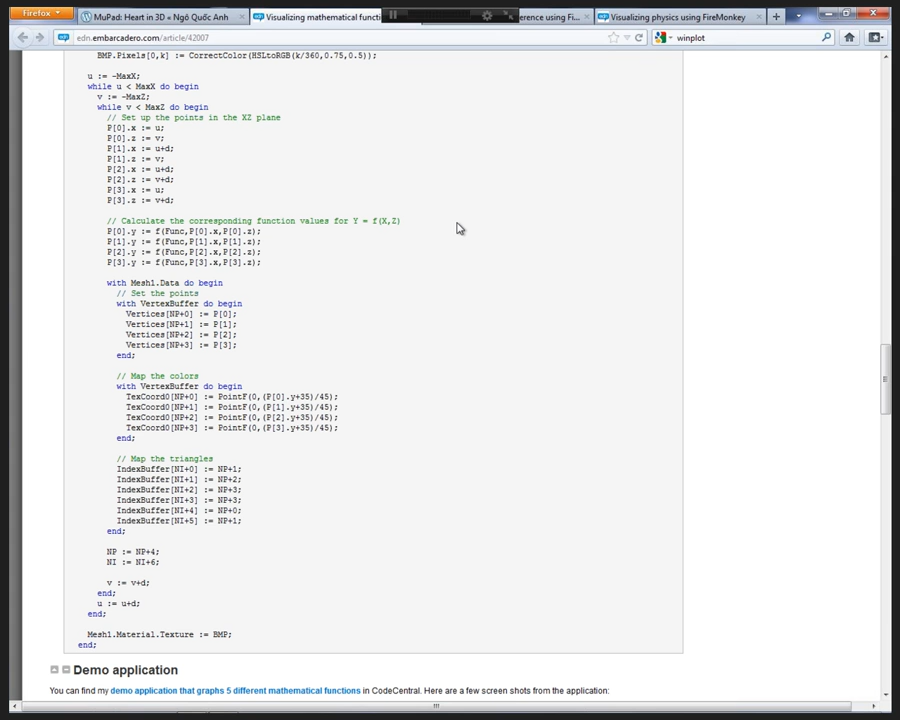 Firefox
MuPad: Heart in 3D « Ngô Quốc Anh
Visualizing mathematical functi
erence using Fi...
Visualizing physics using FireMonkey
edn.embarcadero.com/article/42007
winplot
BMP.Pixels[0,k] := CorrectColor(HSLtoRGB(k/360,0.75,0.5));
u := -MaxX;
while u < MaxX do begin
v := -MaxZ;
while v < MaxZ do begin
// Set up the points in the XZ plane
P[0].x := u;
P[0].z := v;
P[1].x := u+d;
P[1].z := v;
P[2].x := u+d;
P[2].z := v+d;
P[3].x := u;
P[3].z := v+d;
// Calculate the corresponding function values for Y = f(X,Z)
P[0].y := f(Func,P[0].x,P[0].z);
P[1].y := f(Func,P[1].x,P[1].z);
P[2].y := f(Func,P[2].x,P[2].z);
P[3].y := f(Func,P[3].x,P[3].z);
with Mesh1.Data do begin
// Set the points
with VertexBuffer do begin
Vertices[NP+0] := P[0];
Vertices[NP+1] := P[1];
Vertices[NP+2] := P[2];
Vertices[NP+3] := P[3];
end;
// Map the colors
with VertexBuffer do begin
TexCoord0[NP+0] := PointF(0,(P[0].y+35)/45);
TexCoord0[NP+1] := PointF(0,(P[1].y+35)/45);
TexCoord0[NP+2] := PointF(0,(P[2].y+35)/45);
TexCoord0[NP+3] := PointF(0,(P[3].y+35)/45);
end;
// Map the triangles
IndexBuffer[NI+0] := NP+1;
IndexBuffer[NI+1] := NP+2;
IndexBuffer[NI+2] := NP+3;
IndexBuffer[NI+3] := NP+3;
IndexBuffer[NI+4] := NP+0;
IndexBuffer[NI+5] := NP+1;
end;
NP := NP+4;
NI := NI+6;
v := v+d;
end;
u := u+d;
end;
Mesh1.Material.Texture := BMP;
end;
Demo application
You can find my demo application that graphs 5 different mathematical functions in CodeCentral. Here are a few screen shots from the application: